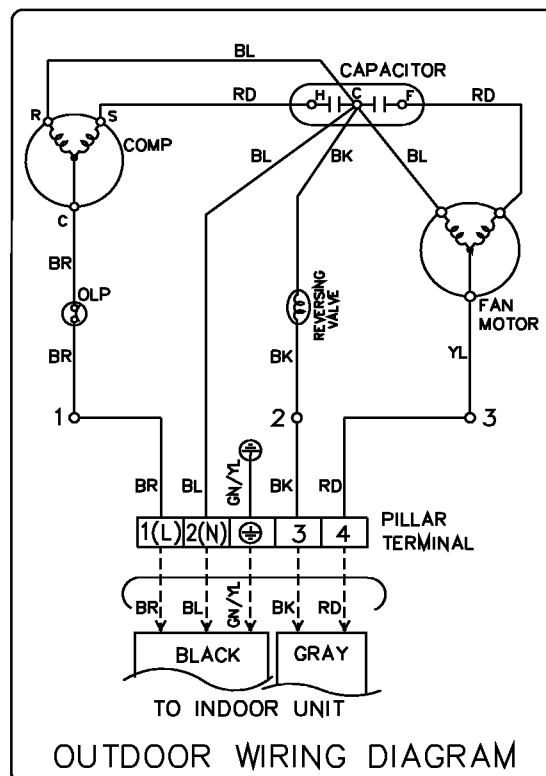 BL
CAPACITOR
R
S
RD
H
C
F
RD
COMP
BL
BK
BL
C
BR
OLP
REVERSING
VALVE
FAN
MOTOR
BR
BK
YL
1
2
3
BR
BL
GN/YL
BK
RD
1(L)
2(N)
3
4
PILLAR
TERMINAL
BR
BL
GN/YL
BK
RD
BLACK
GRAY
TO INDOOR UNIT
OUTDOOR WIRING DIAGRAM